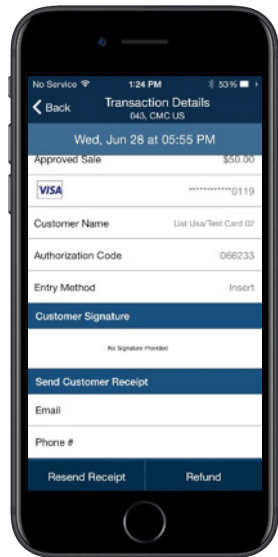 No Service 1:24 PM 53%
Back Transaction Details
043, CMC US
Wed, Jun 28 at 05:55 PM
Approved Sale $50.00
VISA ************0119
Customer Name Uat Usa/Test Card 02
Authorization Code 066233
Entry Method Insert
Customer Signature
No Signature Provided
Send Customer Receipt
Email
Phone #
Resend Receipt Refund